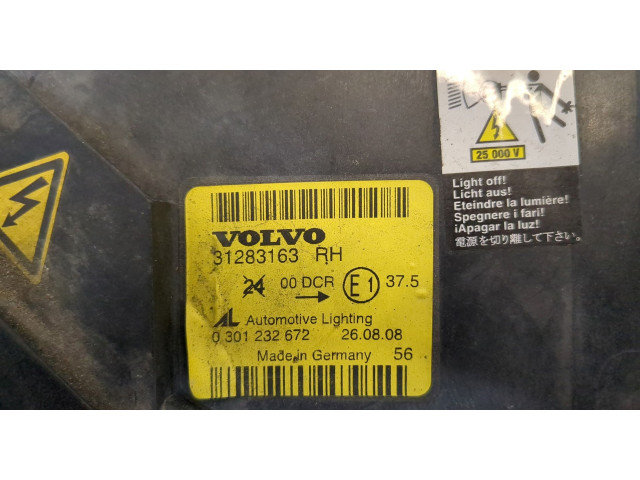 25 000 V
Light off!
Licht aus!
Eteindre la lumière!
Spegnere i fari!
¡Apagar la luz!
電源を切り離して下さい。
VOLVO
31283163 RH
24 00 DCR → E1 37.5
AL Automotive Lighting
0 301 232 672 26.08.08
Made in Germany 56